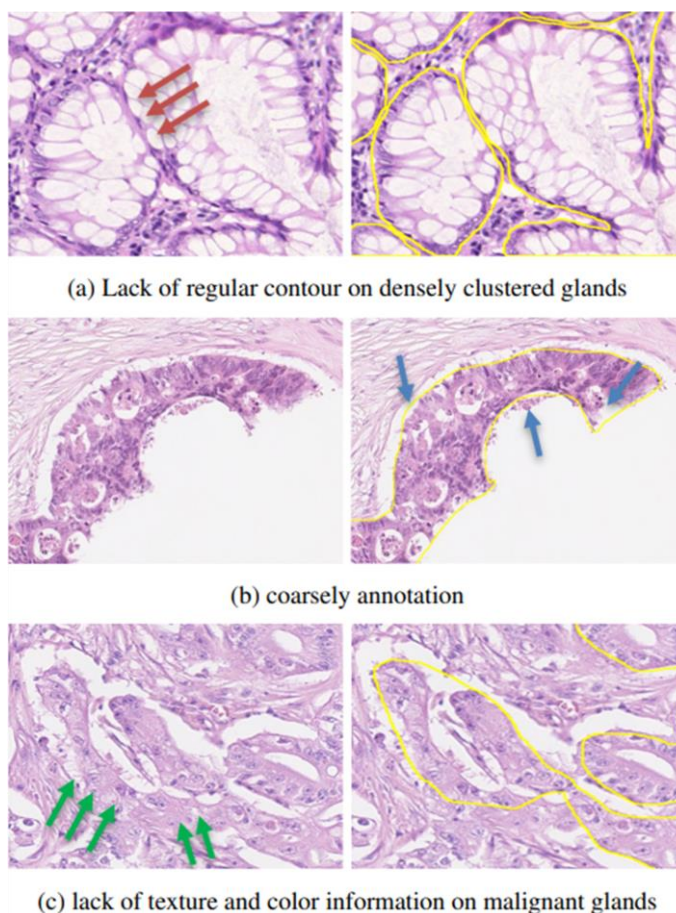 (a) Lack of regular contour on densely clustered glands
(b) coarsely annotation
(c) lack of texture and color information on malignant glands